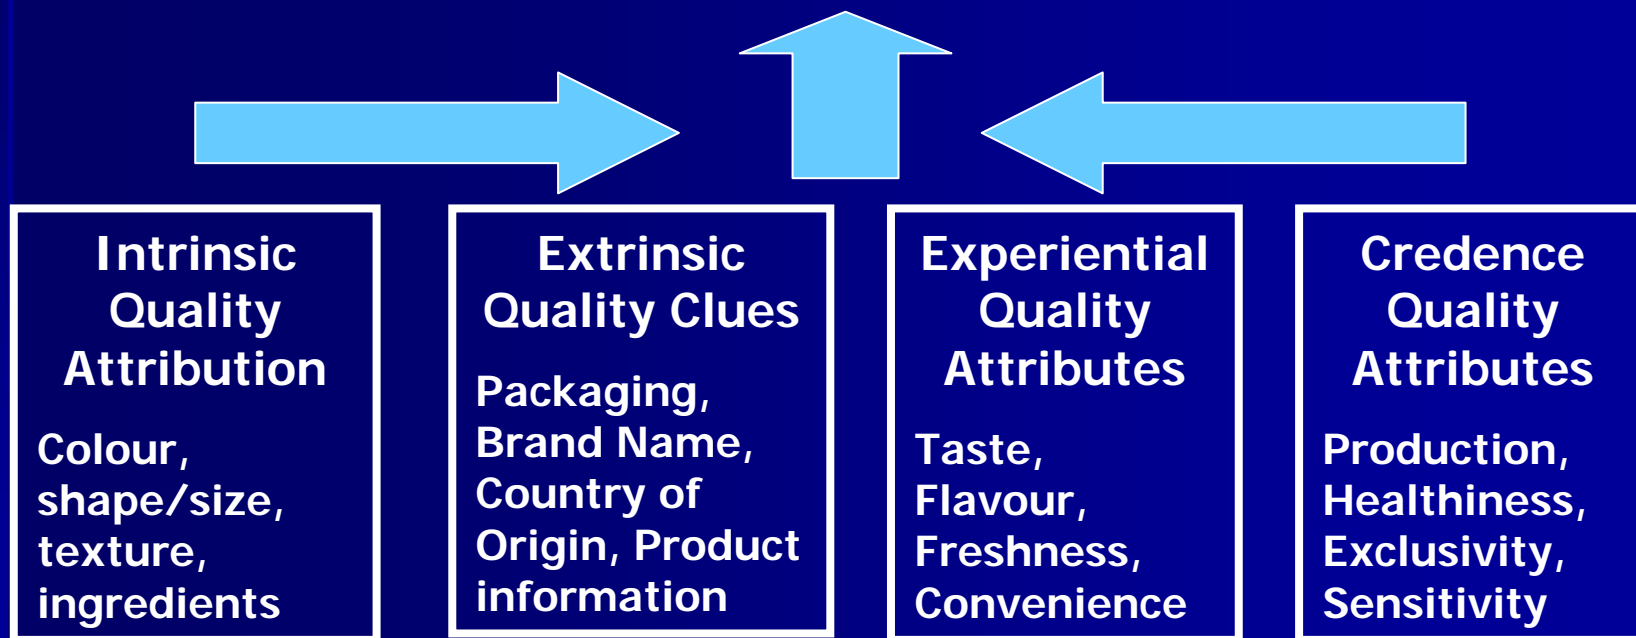 Intrinsic
Quality
Attribution
Colour,
shape/size,
texture,
ingredients
Extrinsic
Quality Clues
Packaging,
Brand Name,
Country of
Origin, Product
information
Experiential
Quality
Attributes
Taste,
Flavour,
Freshness,
Convenience
Credence
Quality
Attributes
Production,
Healthiness,
Exclusivity,
Sensitivity